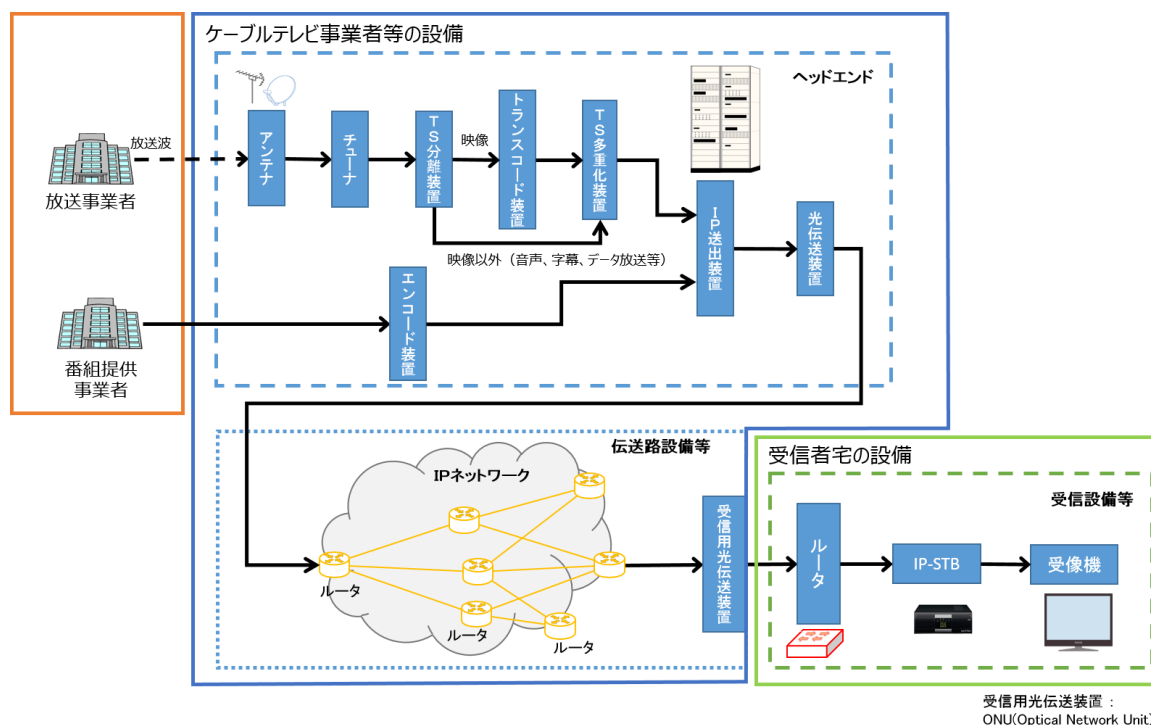 ケーブルテレビ事業者等の設備
ヘッドエンド
放送波
放送事業者
アンテナ
チューナ
TS分離装置
映像
トランスコード装置
TS多重化装置
IP送出装置
光伝送装置
映像以外（音声、字幕、データ放送等）
エンコード装置
番組提供
事業者
伝送路設備等
IPネットワーク
ルータ
ルータ
ルータ
受信用光伝送装置
受信者宅の設備
受信設備等
ルータ
IP-STB
受像機
受信用光伝送装置：
ONU(Optical Network Unit)